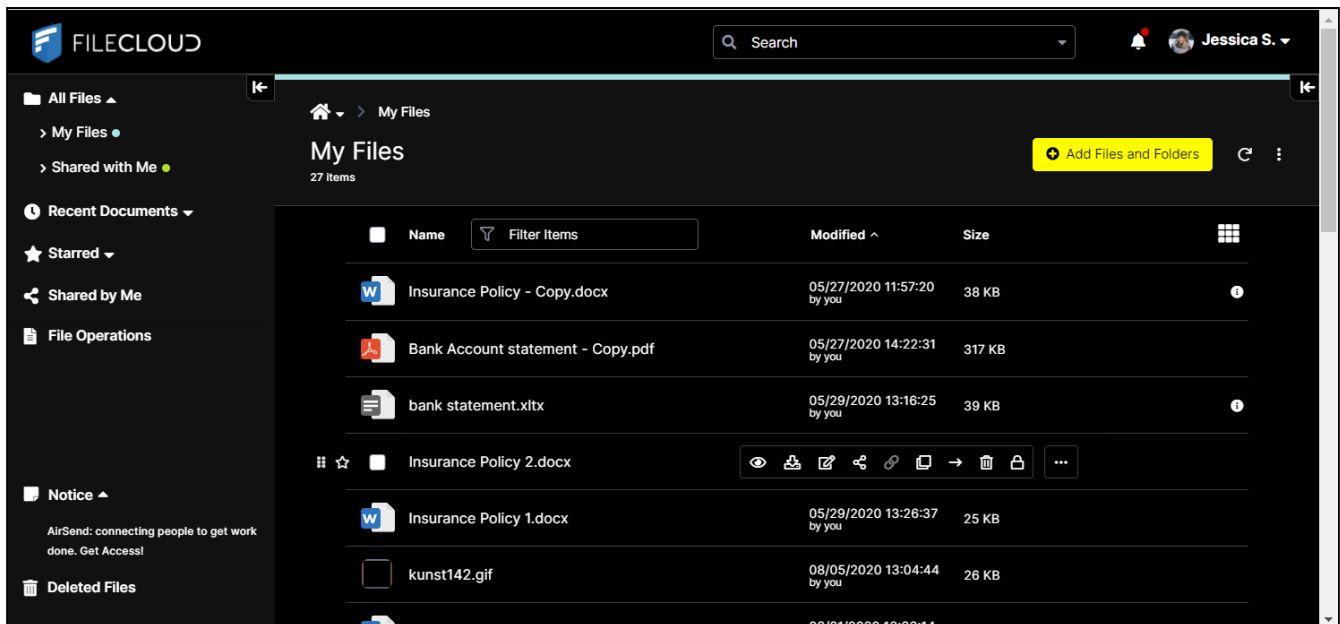 FILECLOUD
Search
Jessica S.
All Files
My Files
Shared with Me
Recent Documents
Starred
Shared by Me
File Operations
Notice
AirSend: connecting people to get work
done. Get Access!
Deleted Files
My Files
My Files
27 items
Add Files and Folders
Name
Filter Items
Modified
Size
Insurance Policy - Copy.docx
05/27/2020 11:57:20
by you
38 KB
Bank Account statement - Copy.pdf
05/27/2020 14:22:31
by you
317 KB
bank statement.xltx
05/29/2020 13:16:25
by you
39 KB
Insurance Policy 2.docx
W
Insurance Policy 1.docx
05/29/2020 13:26:37
by you
25 KB
kunst142.gif
08/05/2020 13:04:44
by you
26 KB